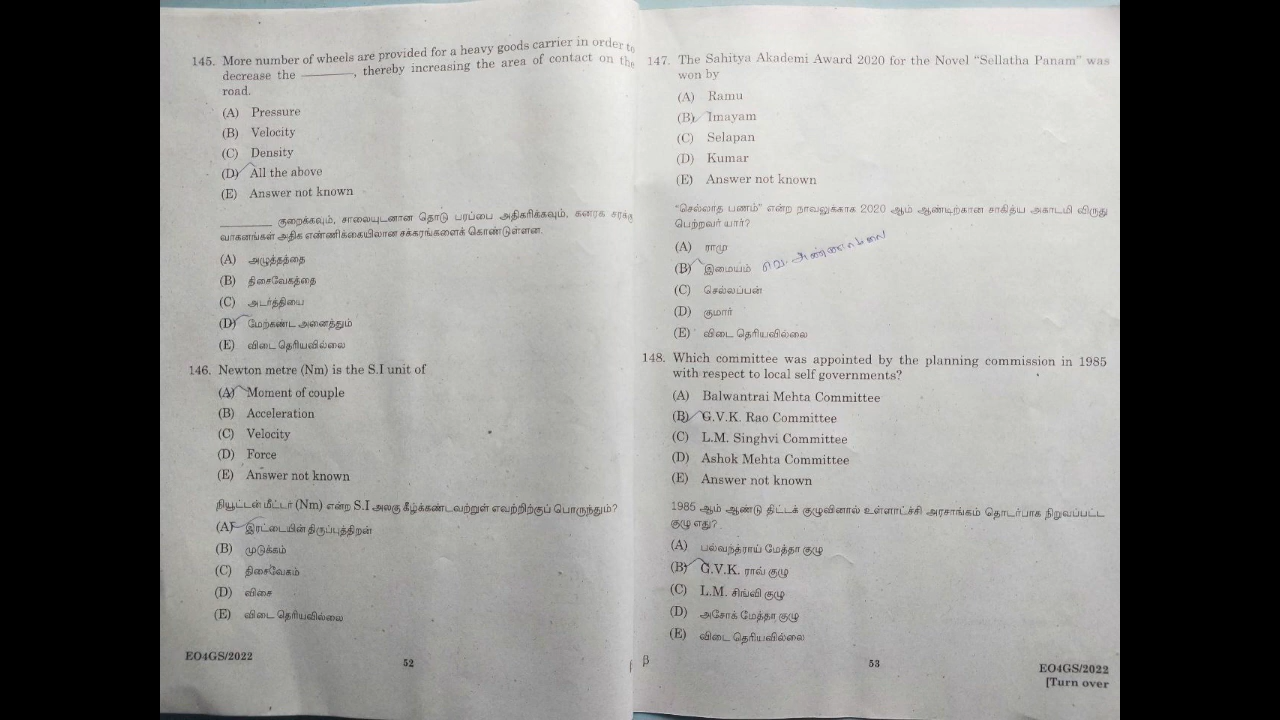 145. More number of wheels are provided for a heavy goods carrier in order to
decrease the ________, thereby increasing the area of contact on the
road.
(A) Pressure
(B) Velocity
(C) Density
(D) All the above
(E) Answer not known
________ குறைக்கவும், சாலையுடனான தொடு பரப்பை அதிகரிக்கவும், கனரக சரக்கு
வாகனங்கள் அதிக எண்ணிக்கையிலான சக்கரங்களைக் கொண்டுள்ளன.
(A) அழுத்தத்தை
(B) திசைவேகத்தை
(C) அடர்த்தியை
(D) மேற்கண்ட அனைத்தும்
(E) விடை தெரியவில்லை
146. Newton metre (Nm) is the S.I unit of
(A) Moment of couple
(B) Acceleration
(C) Velocity
(D) Force
(E) Answer not known
நியூட்டன் மீட்டர் (Nm) என்ற S.I அலகு கீழ்க்கண்டவற்றுள் எவற்றிற்குப் பொருந்தும்?
(A) இரட்டையின் திருப்புத்திறன்
(B) முடுக்கம்
(C) திசைவேகம்
(D) விசை
(E) விடை தெரியவில்லை
EO4GS/2022
52
147. The Sahitya Akademi Award 2020 for the Novel “Sellatha Panam” was
won by
(A) Ramu
(B) Imayam
(C) Selapan
(D) Kumar
(E) Answer not known
“செல்லாத பணம்” என்ற நாவலுக்காக 2020 ஆம் ஆண்டிற்கான சாகித்ய அகாடமி விருது
பெற்றவர் யார்?
(A) ராமு
(B) இமையம் வெ. அண்ணாமலை
(C) செல்லப்பன்
(D) குமார்
(E) விடை தெரியவில்லை
148. Which committee was appointed by the planning commission in 1985
with respect to local self governments?
(A) Balwantrai Mehta Committee
(B) G.V.K. Rao Committee
(C) L.M. Singhvi Committee
(D) Ashok Mehta Committee
(E) Answer not known
1985 ஆம் ஆண்டு திட்டக் குழுவினால் உள்ளாட்சி அரசாங்கம் தொடர்பாக நிறுவப்பட்ட
குழு எது?
(A) பல்வந்த்ராய் மேத்தா குழு
(B) G.V.K. ராவ் குழு
(C) L.M. சிங்வி குழு
(D) அசோக் மேத்தா குழு
(E) விடை தெரியவில்லை
β
53
EO4GS/2022
[Turn over